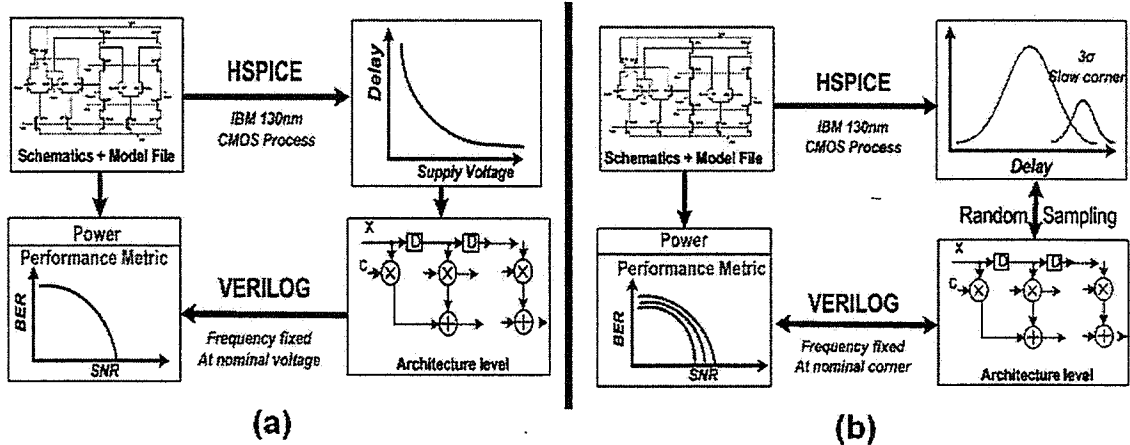 HSPICE
IBM 130nm
CMOS Process
Schematics + Model File
Delay
Supply Voltage
Power
Performance Metric
BER
SNR
VERILOG
Frequency fixed
At nominal voltage
X
D
D
C
Architecture level
(a)
HSPICE
IBM 130nm
CMOS Process
Schematics + Model File
3σ
Slow corner
Delay
Random Sampling
Power
Performance Metric
BER
SNR
VERILOG
Frequency fixed
At nominal corner
X
D
D
C
Architecture level
(b)